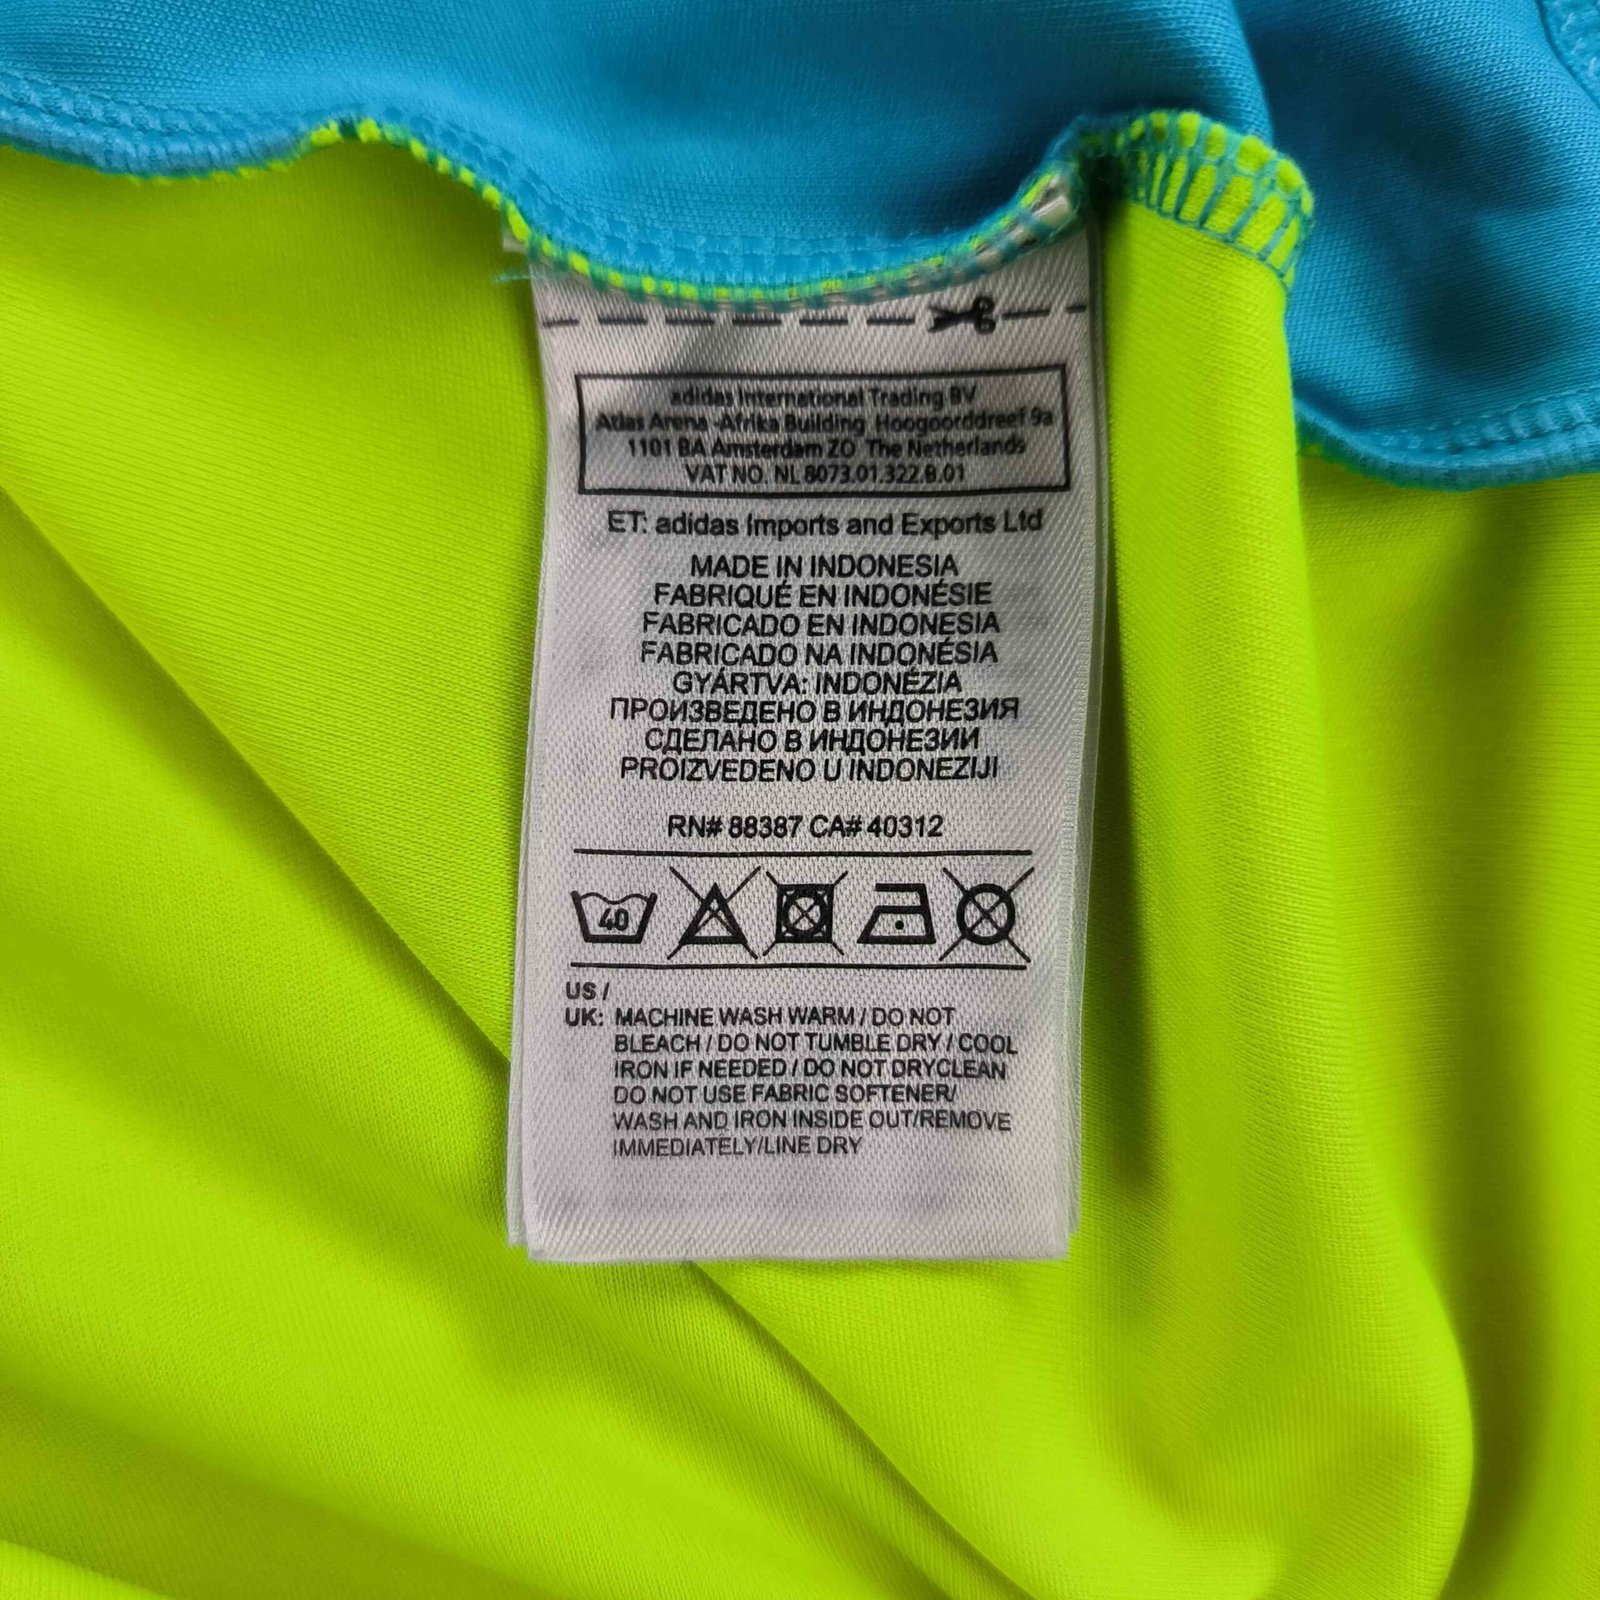 adidas International Trading BV
Atlas Arena -Afrika Building Hoogoorddreef 9a
1101 BA Amsterdam ZO The Netherlands
VAT NO. NL 8073.01.322.B.01
ET: adidas Imports and Exports Ltd
MADE IN INDONESIA
FABRIQUÉ EN INDONÉSIE
FABRICADO EN INDONESIA
FABRICADO NA INDONÉSIA
GYÁRTVA: INDONÉZIA
ПРОИЗВЕДЕНО В ИНДОНЕЗИЯ
СДЕЛАНО В ИНДОНЕЗИИ
PROIZVEDENO U INDONEZIJI
RN# 88387 CA# 40312
40
US /
UK: MACHINE WASH WARM / DO NOT
BLEACH / DO NOT TUMBLE DRY / COOL
IRON IF NEEDED / DO NOT DRYCLEAN
DO NOT USE FABRIC SOFTENER/
WASH AND IRON INSIDE OUT/REMOVE
IMMEDIATELY/LINE DRY